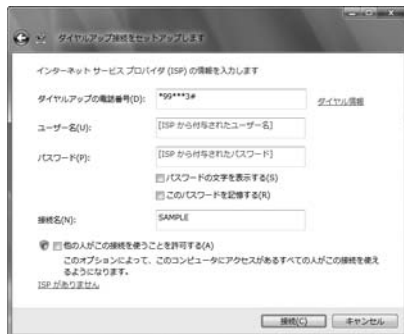 ダイヤルアップ接続をセットアップします
インターネット サービス プロバイダ (ISP) の情報を入力します
ダイヤルアップの電話番号(D): *99***3# ダイヤル情報
ユーザー名(U): [ISP から付与されたユーザー名]
パスワード(P): [ISP から付与されたパスワード]
パスワードの文字を表示する(S)
このパスワードを記憶する(R)
接続名(N): SAMPLE
他の人がこの接続を使うことを許可する(A)
このオプションによって、このコンピュータにアクセスがあるすべての人がこの接続を使え
るようになります。
ISP がありません
接続(C) キャンセル